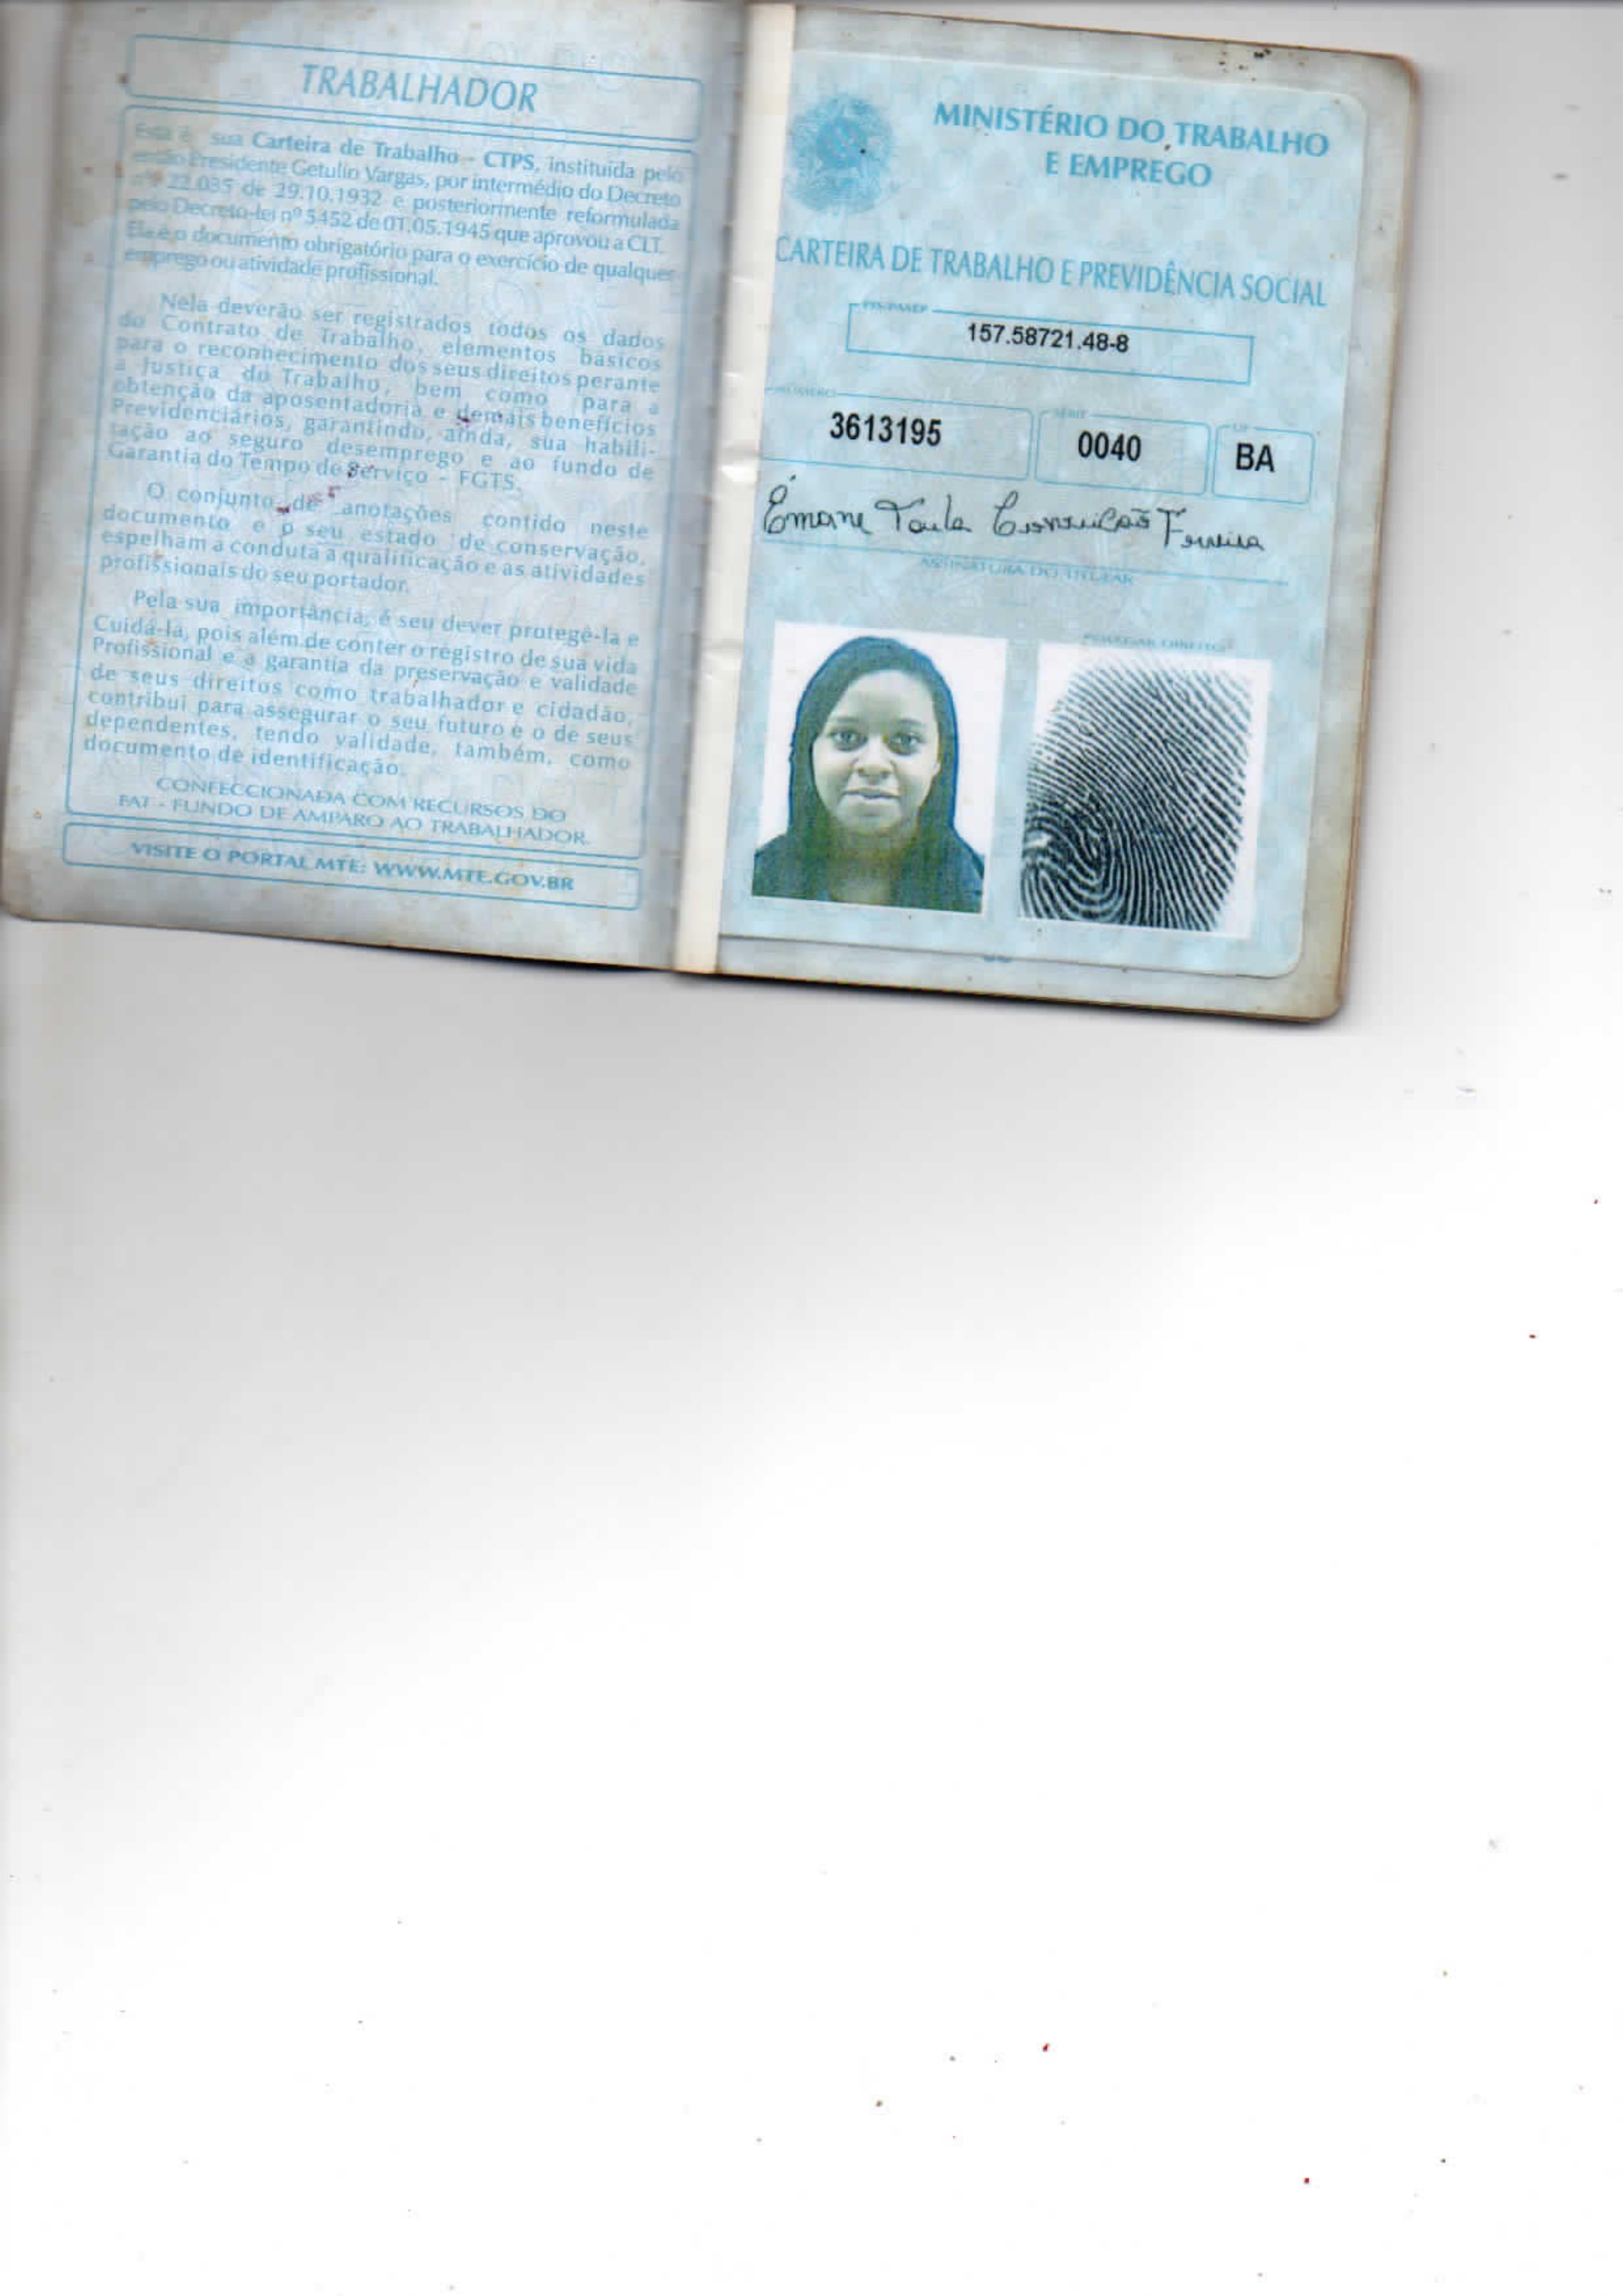 TRABALHADOR
Esta é sua Carteira de Trabalho - CTPS, instituída pelo
então Presidente Getulio Vargas, por intermédio do Decreto
nº 22.035 de 29.10.1932 e posteriormente reformulada
pelo Decreto-lei nº 5452 de 01.05.1945 que aprovou a CLT.
Ela é o documento obrigatório para o exercício de qualquer
emprego ou atividade profissional.
Nela deverão ser registrados todos os dados
do Contrato de Trabalho, elementos básicos
para o reconhecimento dos seus direitos perante
a Justiça do Trabalho, bem como para a
obtenção da aposentadoria e demais benefícios
Previdenciários, garantindo, ainda, sua habili-
tação ao seguro desemprego e ao fundo de
Garantia do Tempo de Serviço - FGTS.
O conjunto de anotações contido neste
documento e o seu estado de conservação,
espelham a conduta a qualificação e as atividades
profissionais do seu portador.
Pela sua importância, é seu dever protegê-la e
Cuidá-la, pois além de conter o registro de sua vida
Profissional e a garantia da preservação e validade
de seus direitos como trabalhador e cidadão,
contribui para assegurar o seu futuro e o de seus
dependentes, tendo validade, também, como
documento de identificação.
CONFECCIONADA COM RECURSOS DO
FAT - FUNDO DE AMPARO AO TRABALHADOR.
VISITE O PORTAL MTE: WWW.MTE.GOV.BR
MINISTÉRIO DO TRABALHO
E EMPREGO
CARTEIRA DE TRABALHO E PREVIDÊNCIA SOCIAL
PIS/PASEP
157.58721.48-8
NÚMERO SÉRIE UF
3613195 0040 BA
Paula Conceição Ferreira
ASSINATURA DO TITULAR
POLEGAR DIREITO